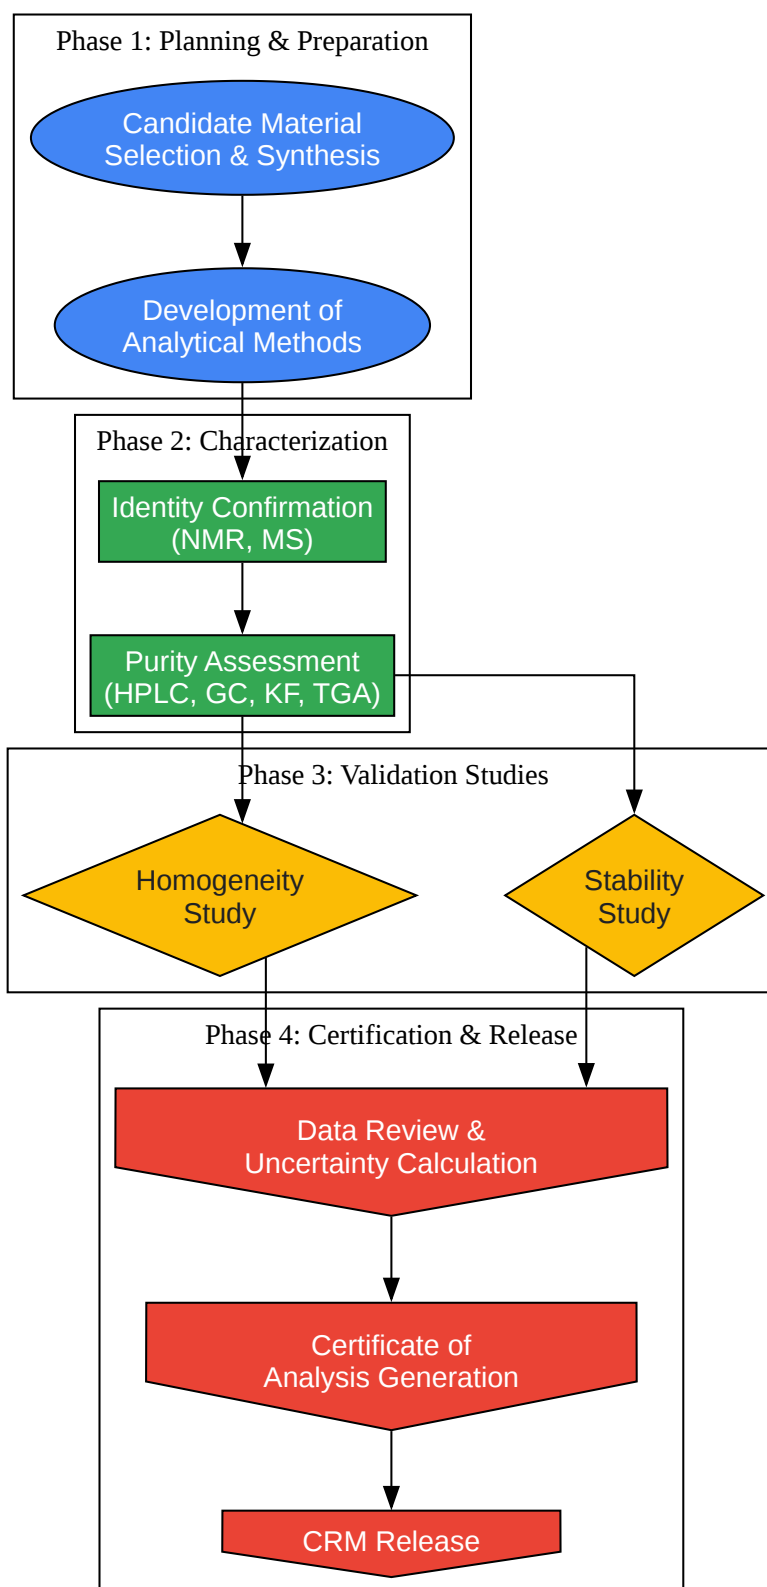 Phase 1: Planning & Preparation
Candidate Material
Selection & Synthesis
Development of
Analytical Methods
Phase 2: Characterization
Identity Confirmation
(NMR, MS)
Purity Assessment
(HPLC, GC, KF, TGA)
Phase 3: Validation Studies
Homogeneity
Study
Stability
Study
Phase 4: Certification & Release
Data Review &
Uncertainty Calculation
Certificate of
Analysis Generation
CRM Release